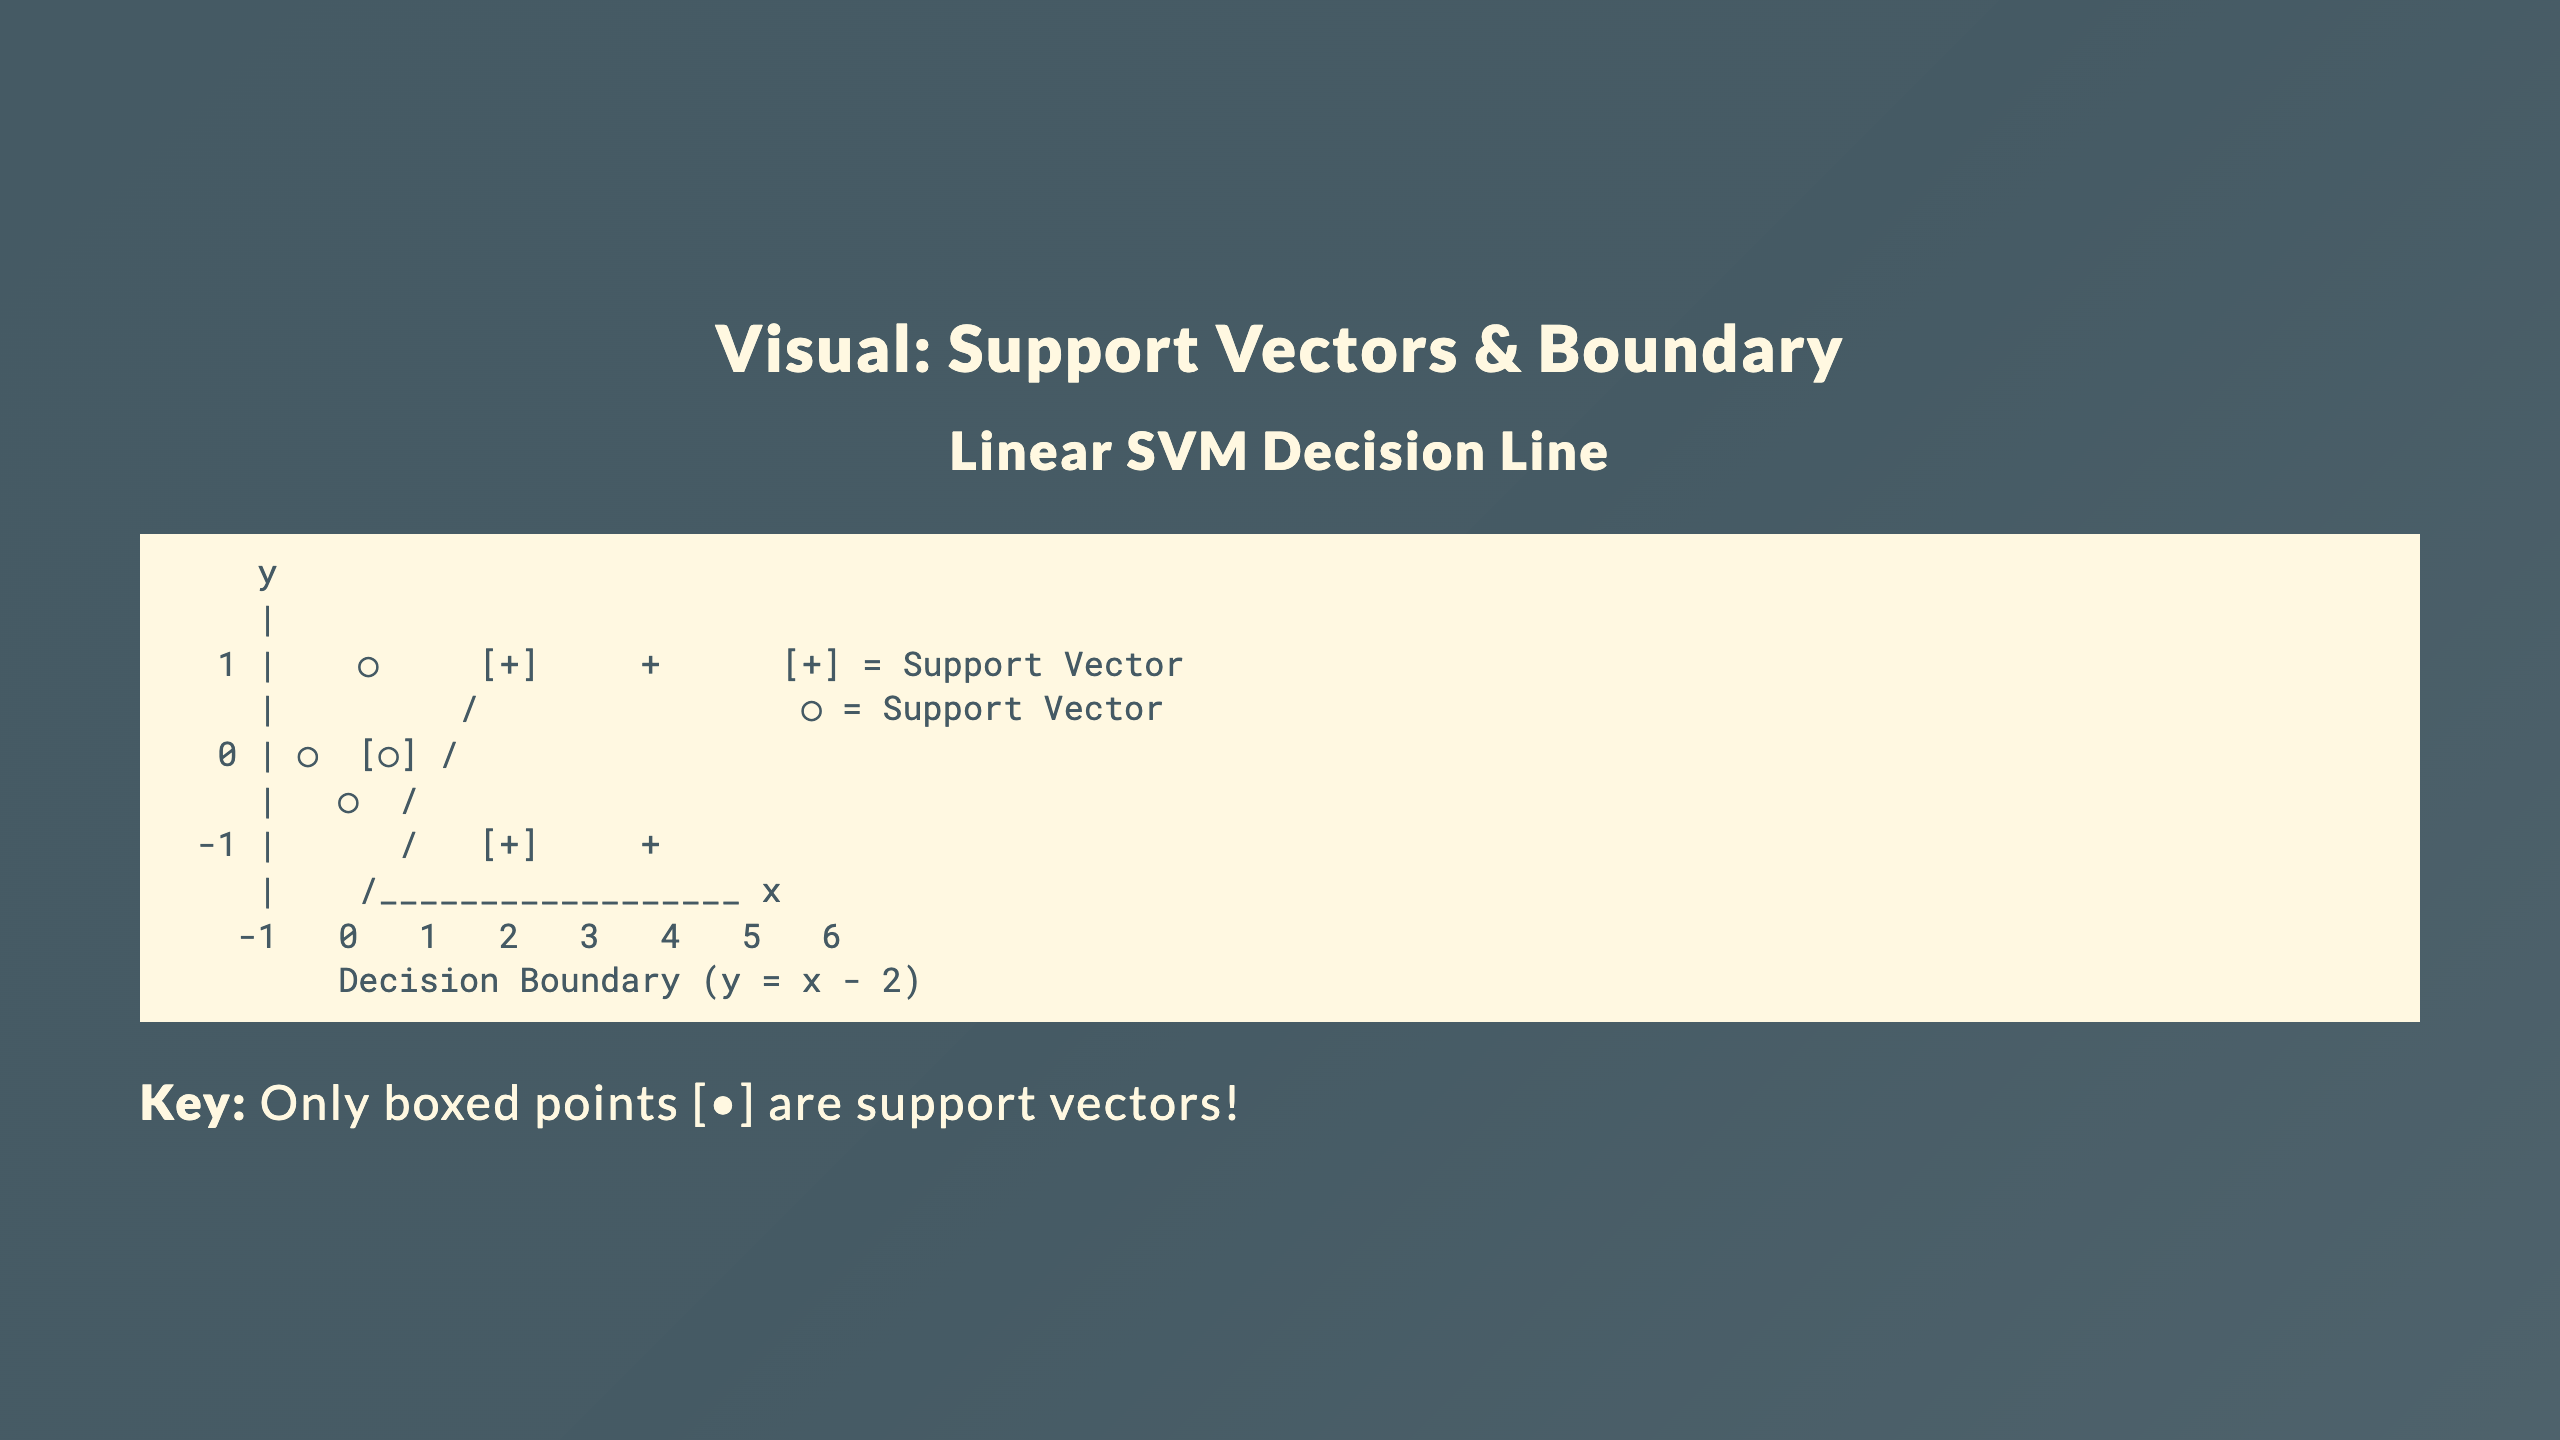 Visual: Support Vectors & Boundary
Linear SVM Decision Line
      y
      |
    1 |    ○     [+]     +      [+] = Support Vector
      |         /                ○ = Support Vector
    0 | ○  [○] /
      |   ○  /
   -1 |      /   [+]     +
      |    /__________________ x
     -1   0   1   2   3   4   5   6
          Decision Boundary (y = x - 2)
Key: Only boxed points [•] are support vectors!